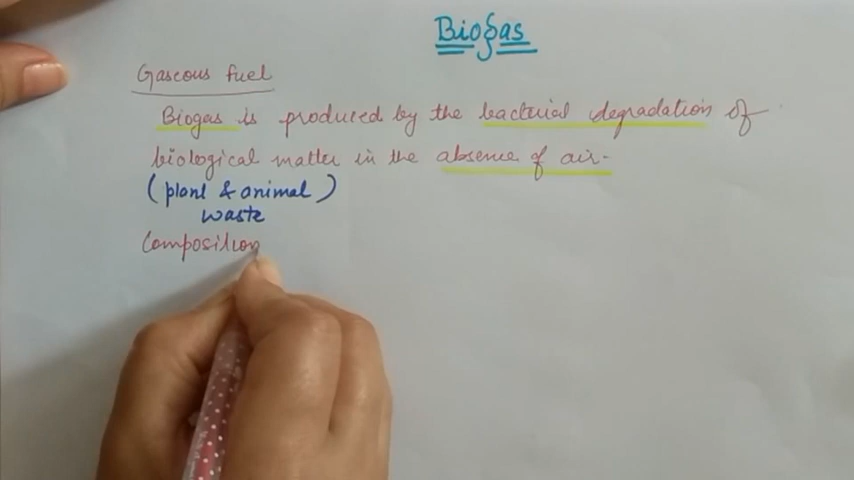 Biogas
Gaseous fuel
Biogas is produced by the bacterial degradation of
biological matter in the absence of air.
(plant & animal)
waste
Composition